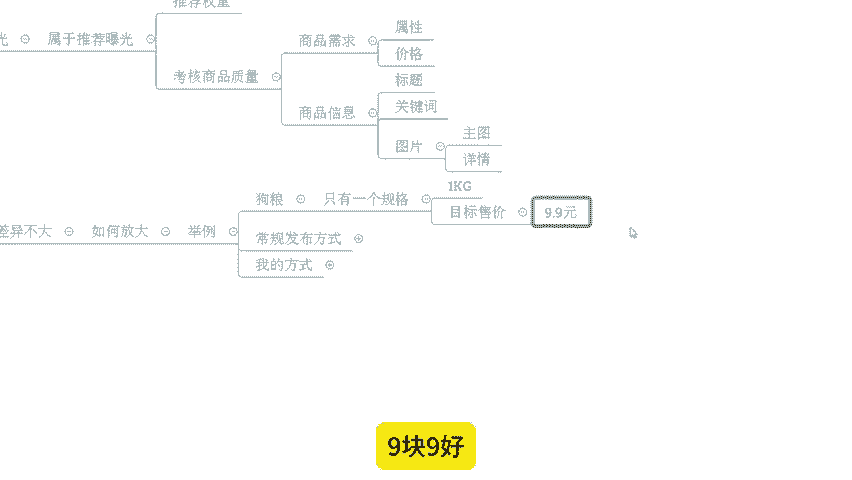 推荐权重
光
属于推荐曝光
考核商品质量
商品需求
属性
价格
商品信息
标题
关键词
图片
主图
详情
差异不大
如何放大
举例
狗粮
只有一个规格
1KG
目标售价
9.9元
常规发布方式
我的方式
9块9好